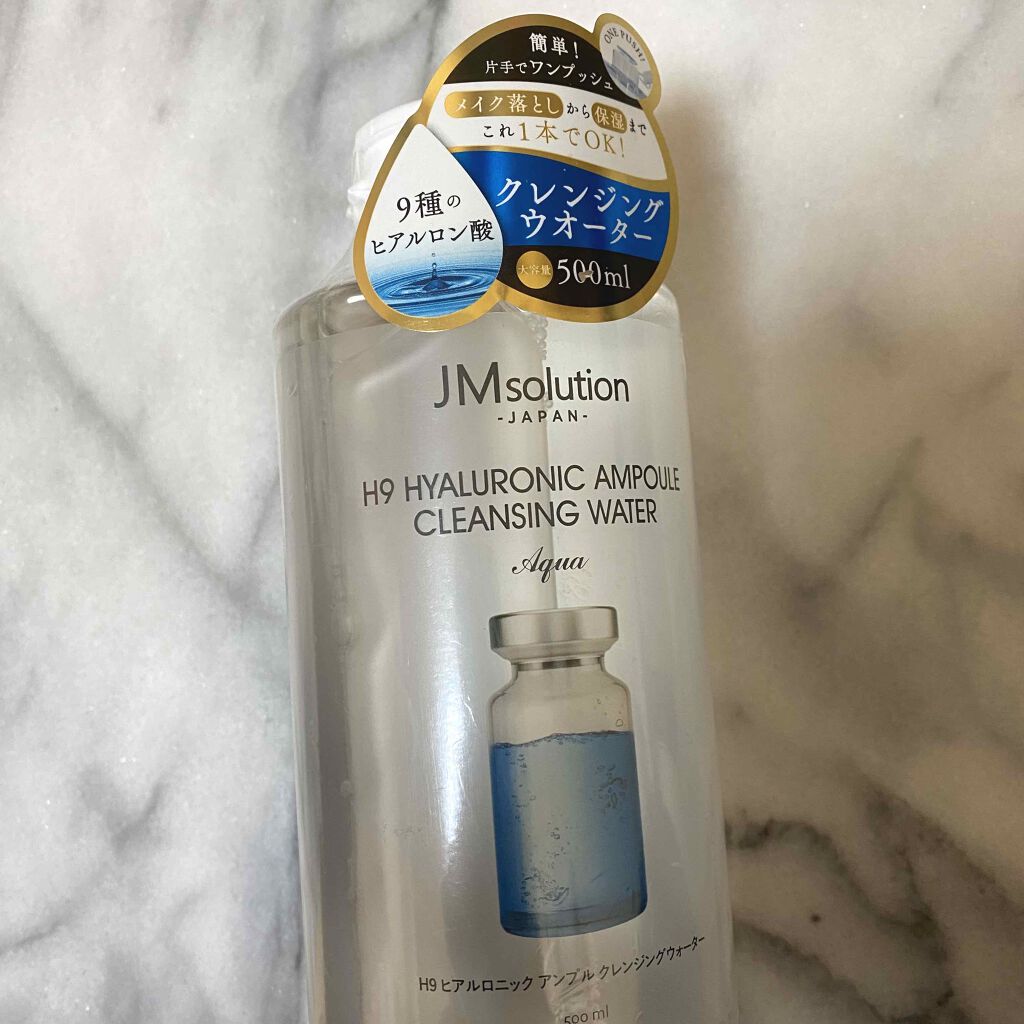 ONE PUSH!
簡単！
片手でワンプッシュ
メイク落としから保湿まで
これ1本でOK!
9種の
ヒアルロン酸
クレンジング
ウオーター
大容量 500ml
JMsolution
-JAPAN-
H9 HYALURONIC AMPOULE
CLEANSING WATER
Aqua
H9 ヒアルロニック アンプル クレンジングウォーター
500 ml